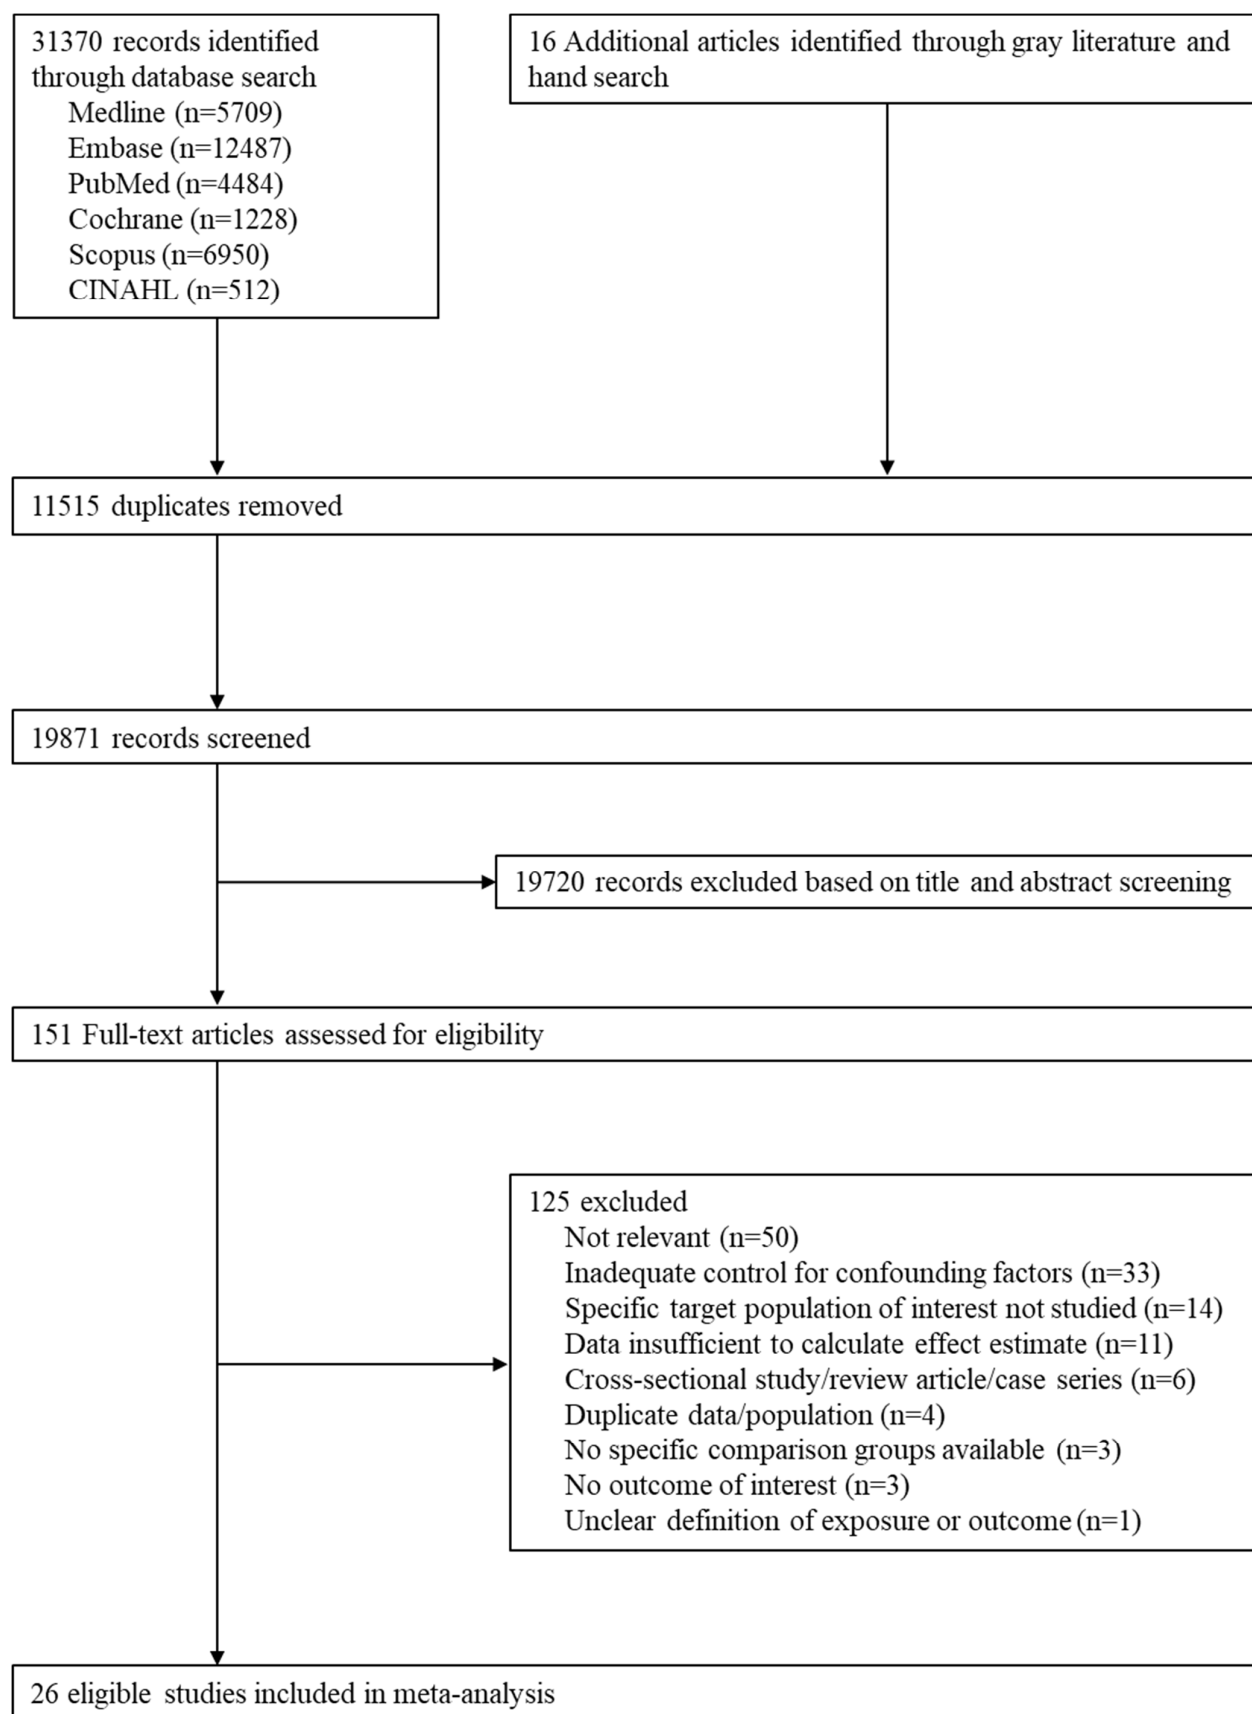 31370 records identified
through database search
Medline (n=5709)
Embase (n=12487)
PubMed (n=4484)
Cochrane (n=1228)
Scopus (n=6950)
CINAHL (n=512)
16 Additional articles identified through gray literature and
hand search
11515 duplicates removed
19871 records screened
19720 records excluded based on title and abstract screening
151 Full-text articles assessed for eligibility
125 excluded
Not relevant (n=50)
Inadequate control for confounding factors (n=33)
Specific target population of interest not studied (n=14)
Data insufficient to calculate effect estimate (n=11)
Cross-sectional study/review article/case series (n=6)
Duplicate data/population (n=4)
No specific comparison groups available (n=3)
No outcome of interest (n=3)
Unclear definition of exposure or outcome (n=1)
26 eligible studies included in meta-analysis